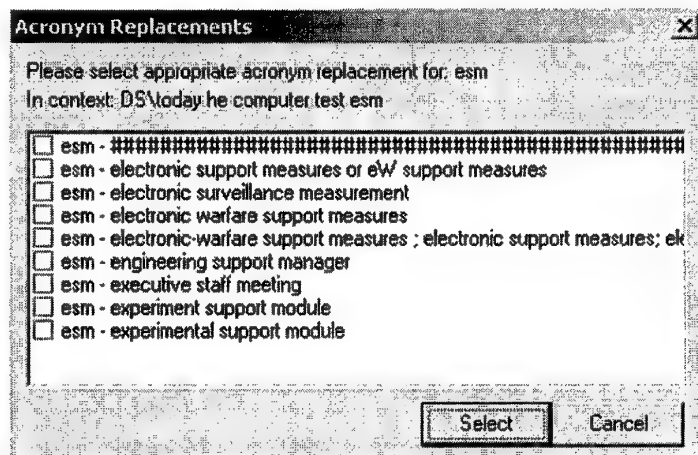 Acronym Replacements
Please select appropriate acronym replacement for: esm
In context: DS\today he computer test esm
esm - ################################################
esm - electronic support measures or eW support measures
esm - electronic surveillance measurement
esm - electronic warfare support measures
esm - electronic-warfare support measures ; electronic support measures; ele
esm - engineering support manager
esm - executive staff meeting
esm - experiment support module
esm - experimental support module
Select
Cancel